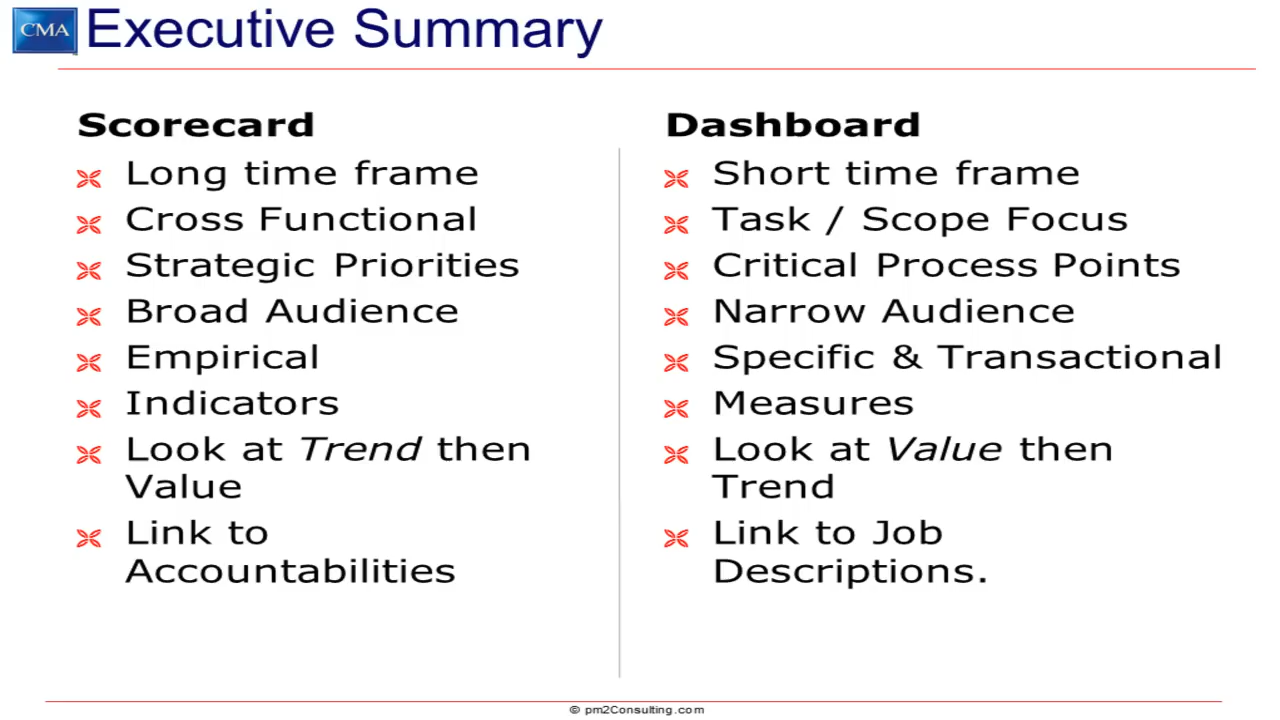 CMA
Executive Summary
Scorecard
Long time frame
Cross Functional
Strategic Priorities
Broad Audience
Empirical
Indicators
Look at Trend then
Value
Link to
Accountabilities
Dashboard
Short time frame
Task / Scope Focus
Critical Process Points
Narrow Audience
Specific & Transactional
Measures
Look at Value then
Trend
Link to Job
Descriptions.
© pm2Consulting.com